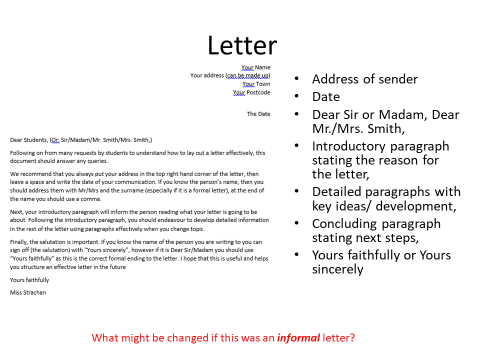 Letter
Your Name
Your address (can be made up)
Your Town
Your Postcode
The Date
Dear Students, (Or: Sir/Madam/Mr. Smith/Mrs. Smith,)
Following on from many requests by students to understand how to lay out a letter effectively, this
document should answer any queries.
We recommend that you always put your address in the top right hand corner of the letter, then
leave a space and write the date of your communication. If you know the person's name, then you
should address them with Mr/Mrs and the surname (especially if it is a formal letter), at the end of
the name you should use a comma.
Next, your introductory paragraph will inform the person reading what your letter is going to be
about. Following the introductory paragraph, you should endeavour to develop detailed information
in the rest of the letter using paragraphs effectively when you change topic.
Finally, the salutation is important. If you know the name of the person you are writing to you can
sign off (the salutation) with "Yours sincerely", however if it is Dear Sir/Madam you should use
"Yours faithfully" as this is the correct formal ending to the letter. I hope that this is useful and helps
you structure an effective letter in the future
Yours faithfully
Miss Strachan
• Address of sender
• Date
• Dear Sir or Madam, Dear
Mr./Mrs. Smith,
• Introductory paragraph
stating the reason for
the letter,
• Detailed paragraphs with
key ideas/ development,
• Concluding paragraph
stating next steps,
• Yours faithfully or Yours
sincerely
What might be changed if this was an informal letter?